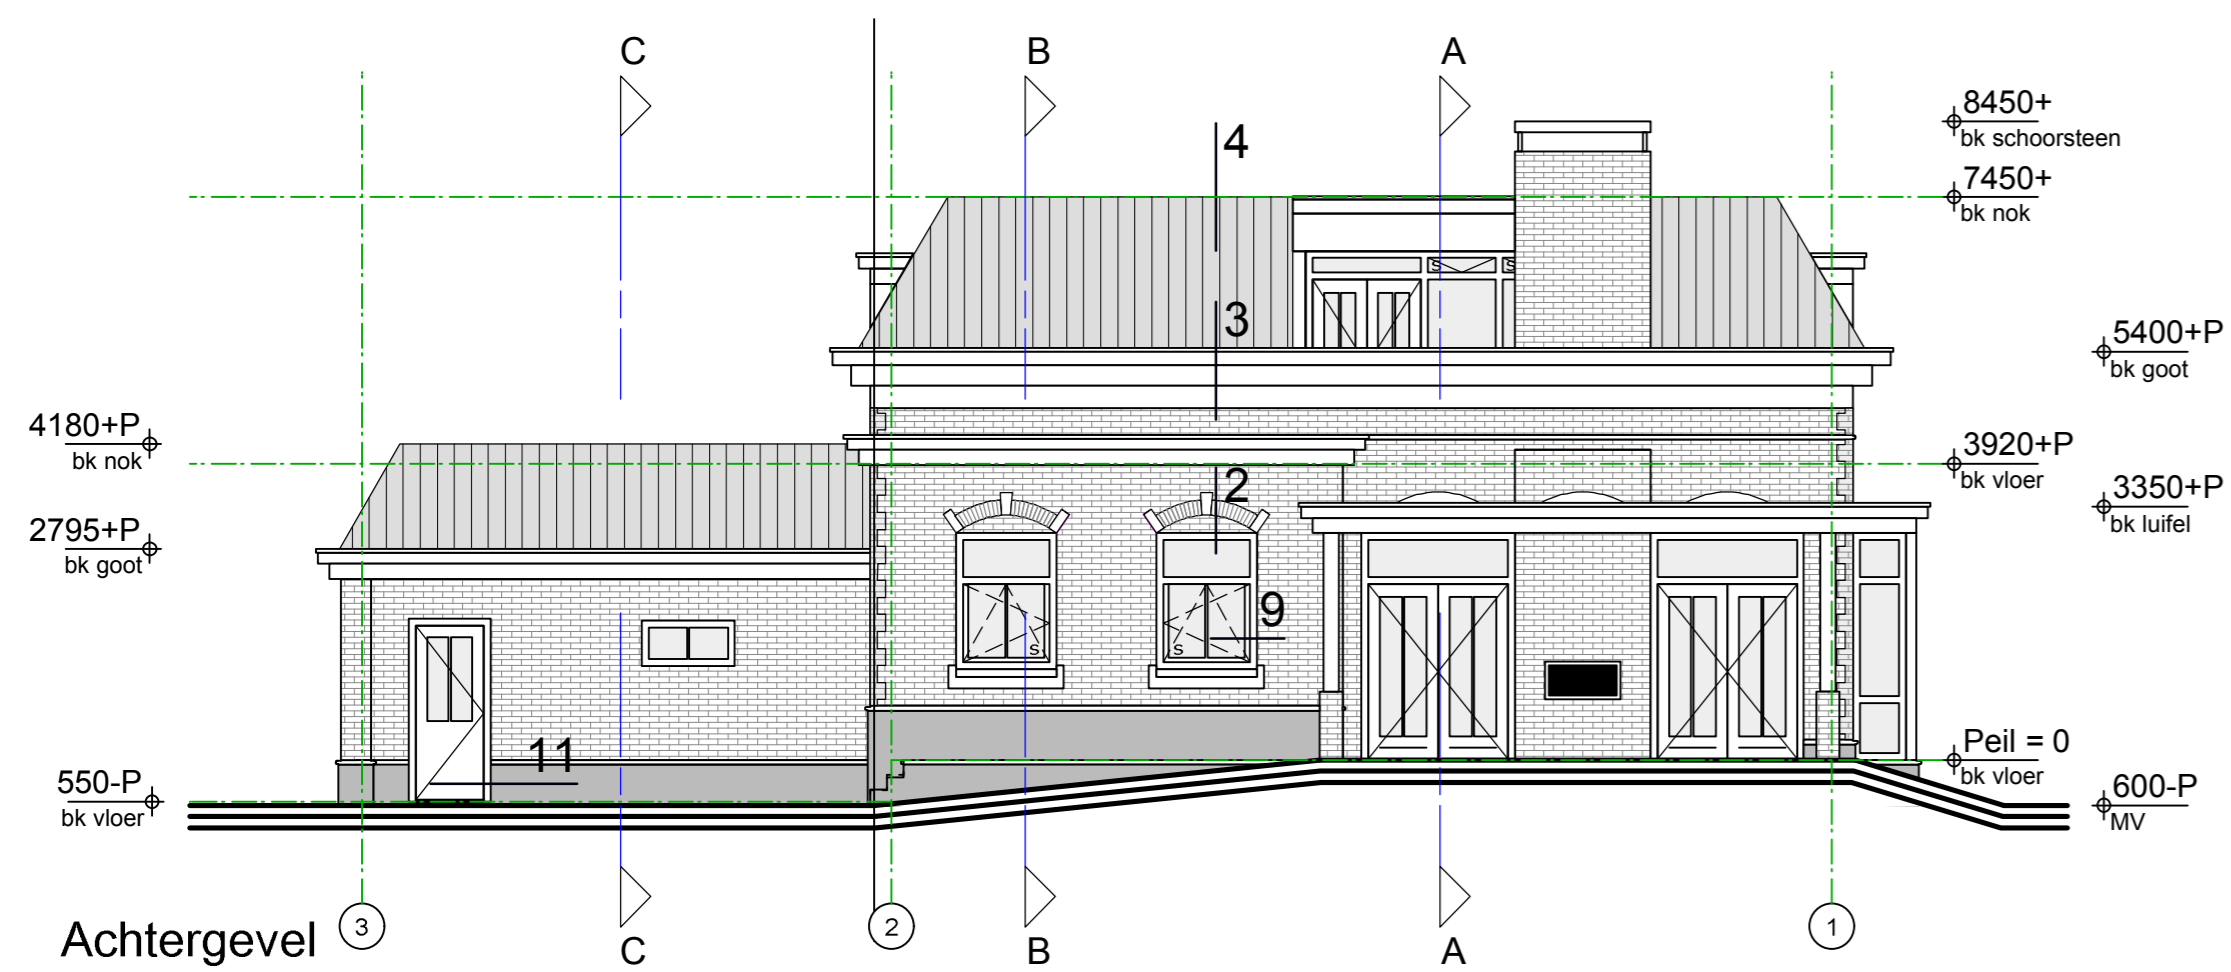 C
B
A
8450+
bk schoorsteen
4
7450+
bk nok
S
S
3
5400+P
bk goot
4180+P
bk nok
3920+P
bk vloer
2
3350+P
bk luifel
2795+P
bk goot
9
S
S
11
Peil = 0
bk vloer
550-P
bk vloer
600-P
MV
Achtergevel
3
2
1
C
B
A